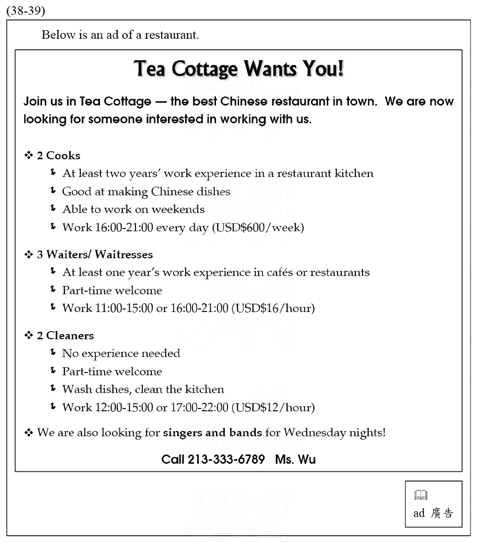 (38-39)
Below is an ad of a restaurant.
Tea Cottage Wants You!
Join us in Tea Cottage — the best Chinese restaurant in town. We are now
looking for someone interested in working with us.
❖ 2 Cooks
At least two years' work experience in a restaurant kitchen
Good at making Chinese dishes
Able to work on weekends
Work 16:00-21:00 every day (USD$600/week)
❖ 3 Waiters/ Waitresses
At least one year's work experience in cafés or restaurants
Part-time welcome
Work 11:00-15:00 or 16:00-21:00 (USD$16/hour)
❖ 2 Cleaners
No experience needed
Part-time welcome
Wash dishes, clean the kitchen
Work 12:00-15:00 or 17:00-22:00 (USD$12/hour)
❖ We are also looking for singers and bands for Wednesday nights!
Call 213-333-6789 Ms. Wu
ad 廣告